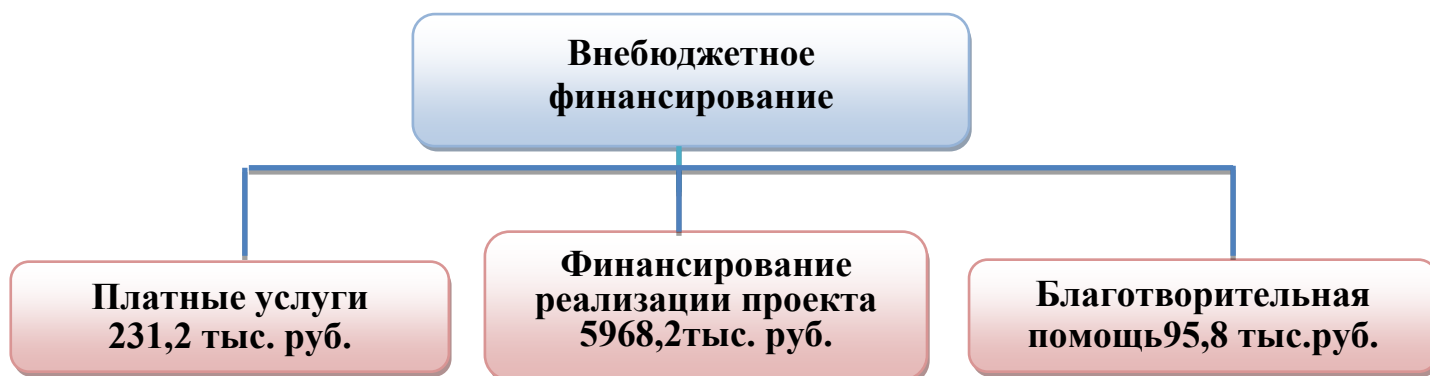 Внебюджетное
финансирование
Платные услуги
231,2 тыс. руб.
Финансирование
реализации проекта
5968,2тыс. руб.
Благотворительная
помощь95,8 тыс.руб.